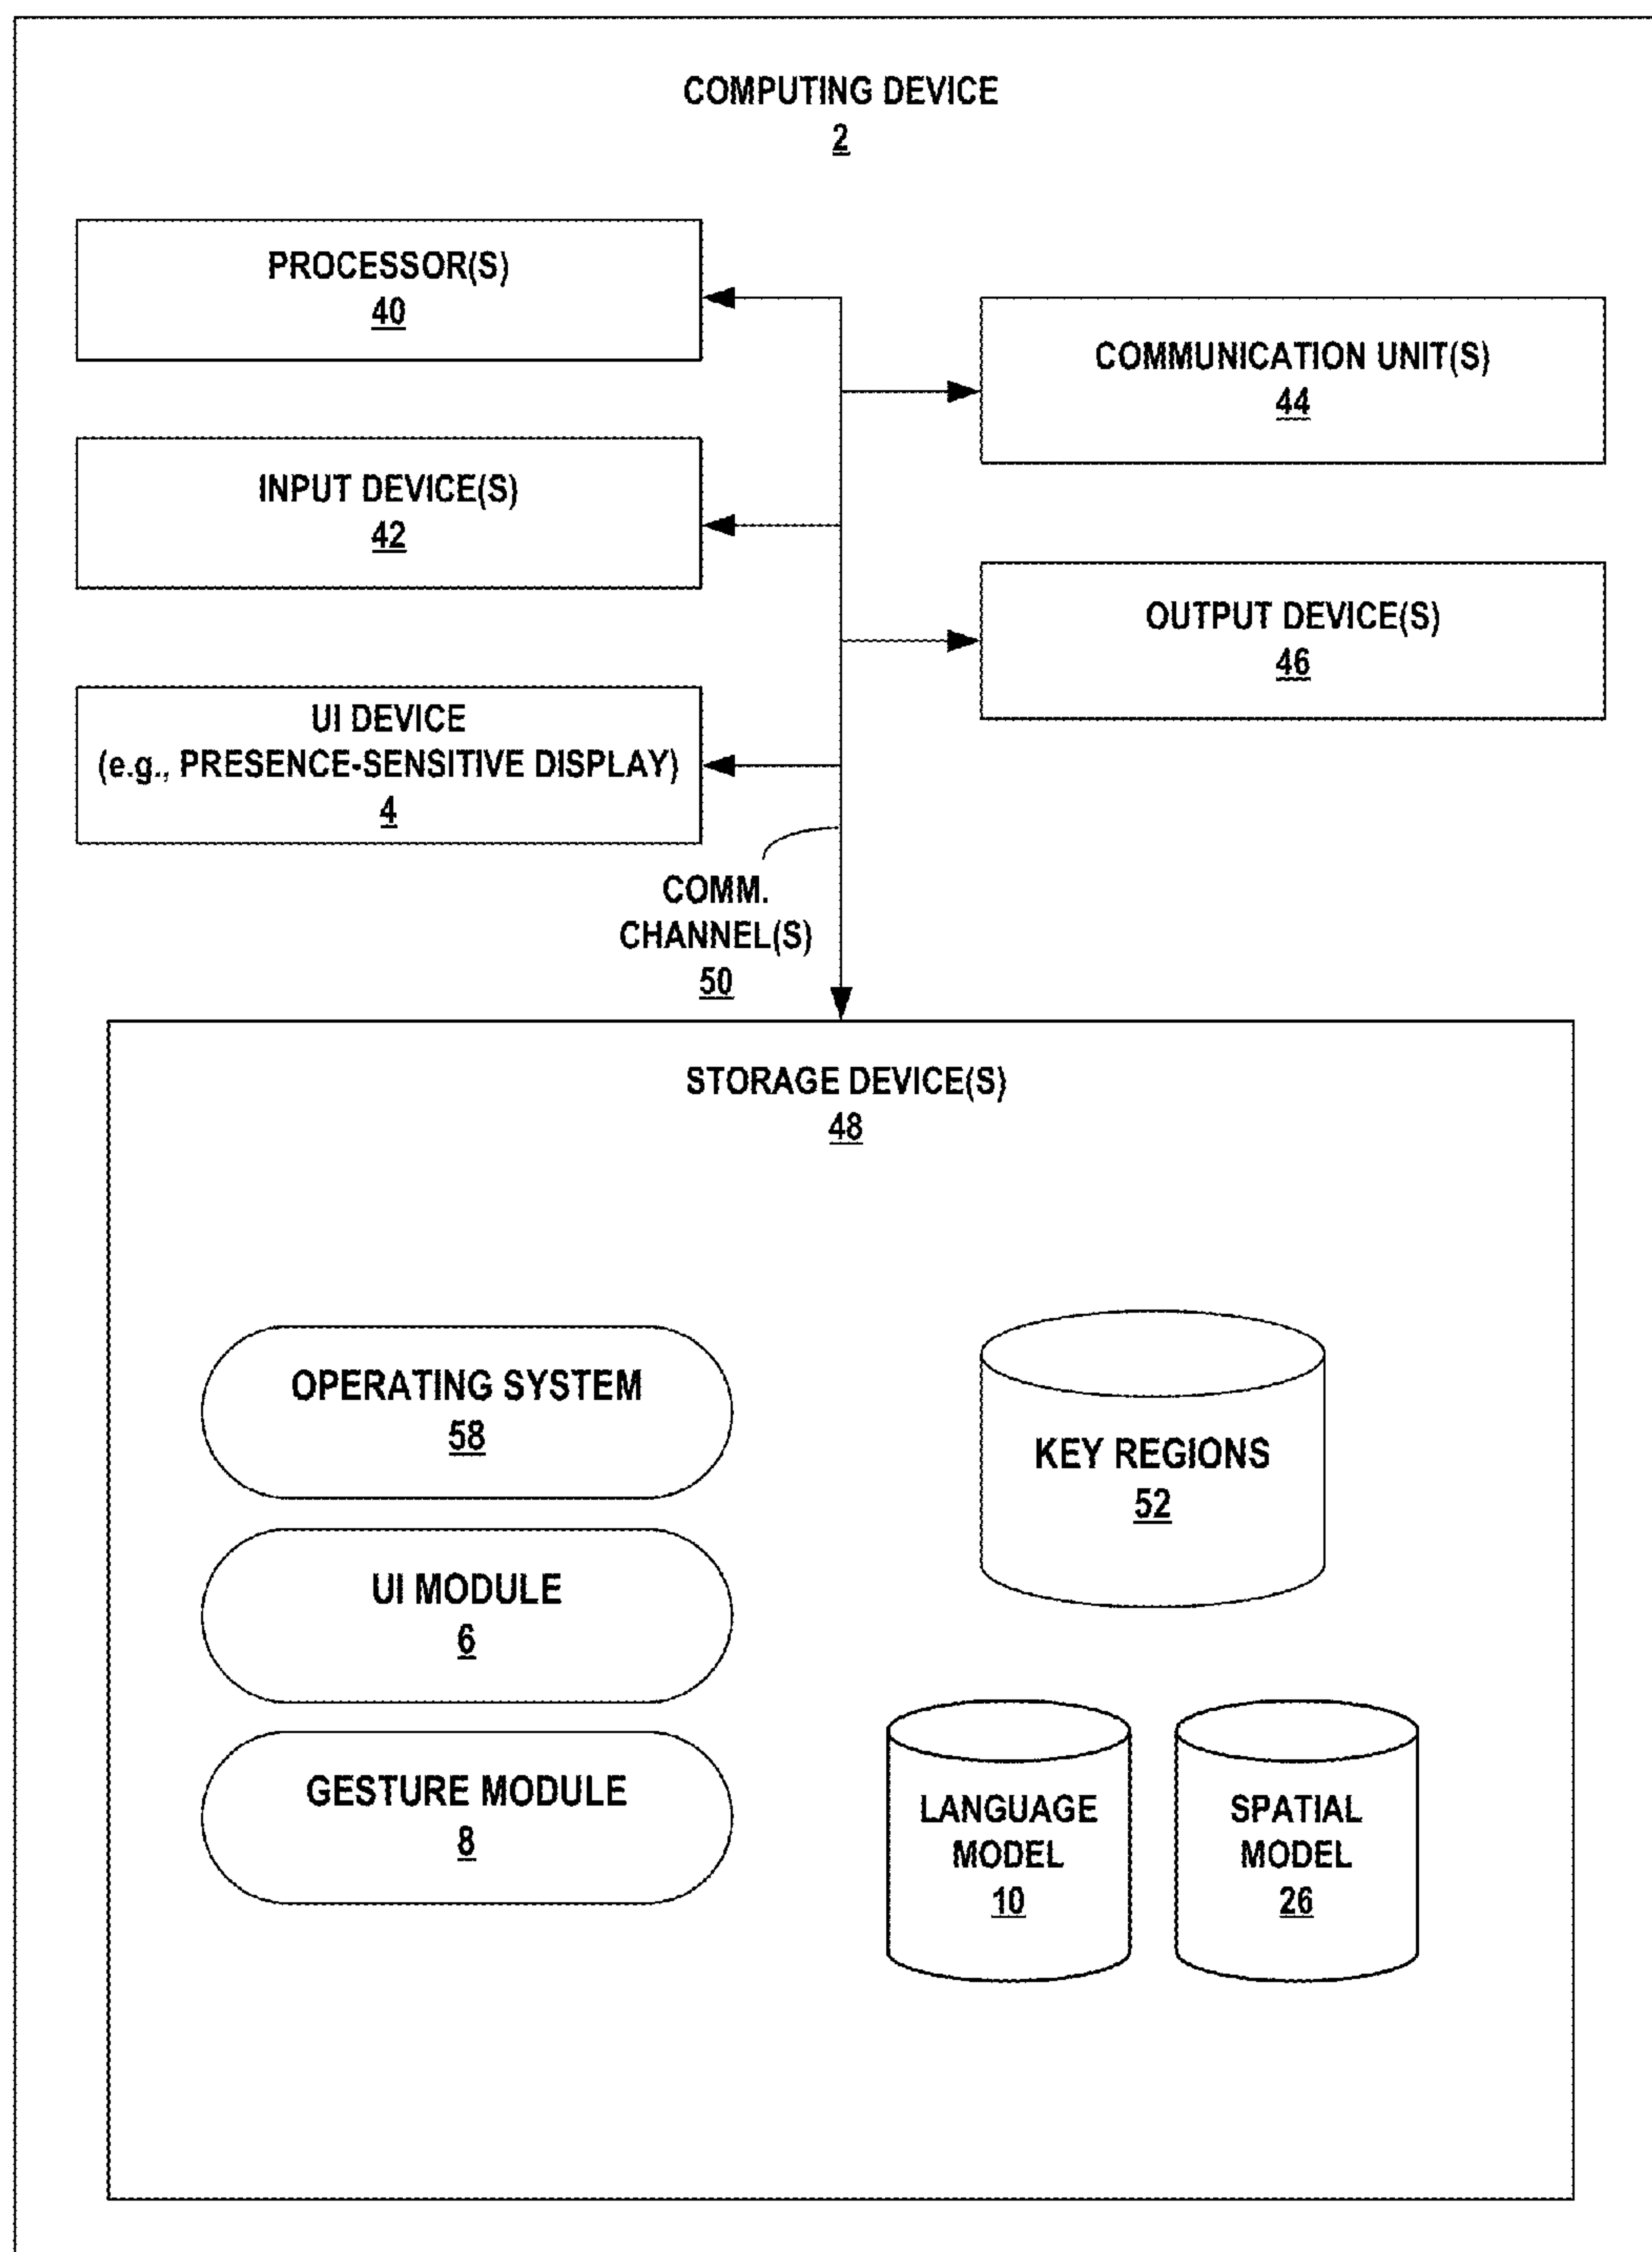 COMPUTING DEVICE
2
PROCESSOR(S)
40
COMMUNICATION UNIT(S)
44
INPUT DEVICE(S)
42
OUTPUT DEVICE(S)
46
UI DEVICE
(e.g., PRESENCE-SENSITIVE DISPLAY)
4
COMM.
CHANNEL(S)
50
STORAGE DEVICE(S)
48
OPERATING SYSTEM
58
KEY REGIONS
52
UI MODULE
6
GESTURE MODULE
8
LANGUAGE
MODEL
10
SPATIAL
MODEL
26